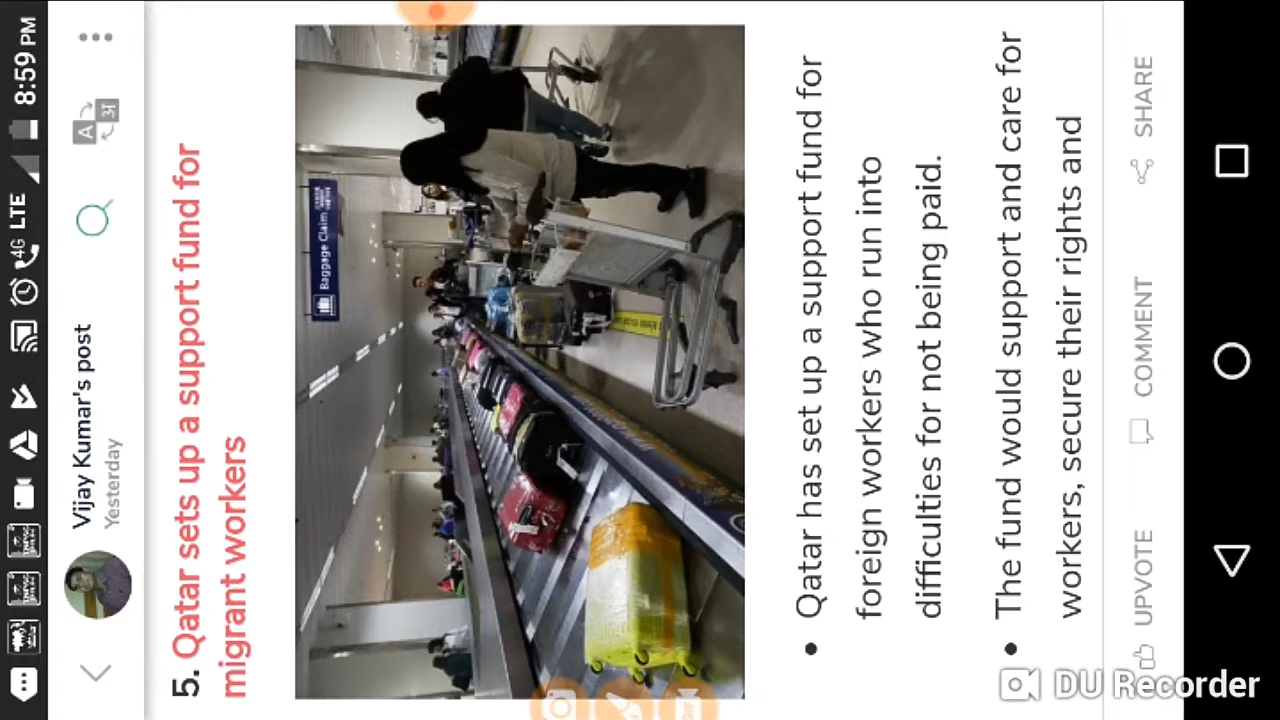 4G LTE 8:59 PM
Vijay Kumar's post
Yesterday
A अ
5. Qatar sets up a support fund for
migrant workers
Baggage Claim
• Qatar has set up a support fund for
foreign workers who run into
difficulties for not being paid.
• The fund would support and care for
workers, secure their rights and
UPVOTE COMMENT SHARE
DU Recorder